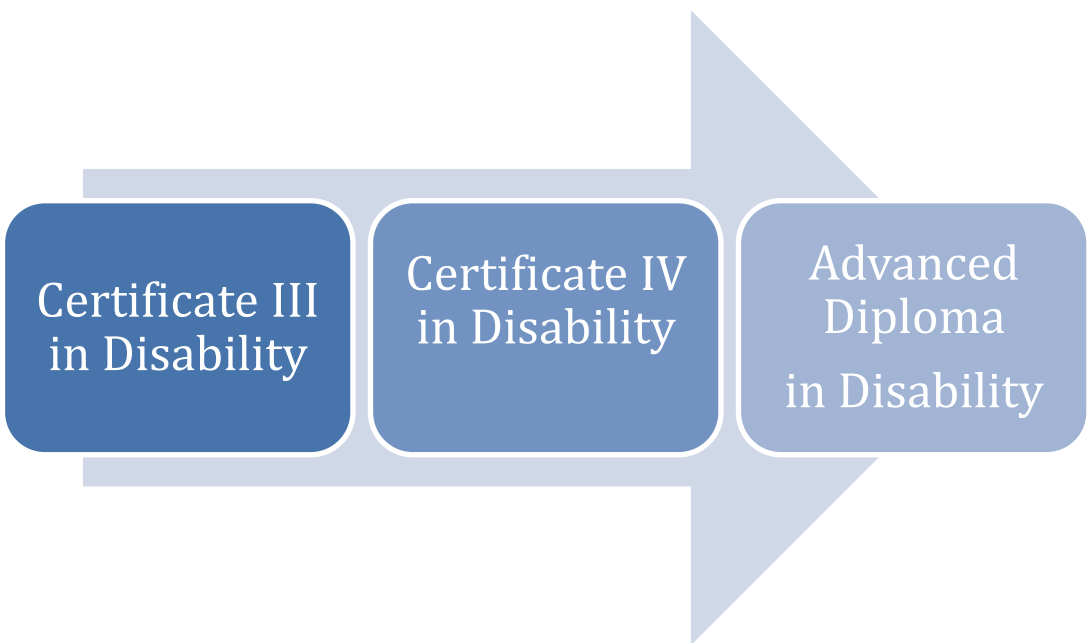 Certificate III
in Disability
Certificate IV
in Disability
Advanced
Diploma
in Disability